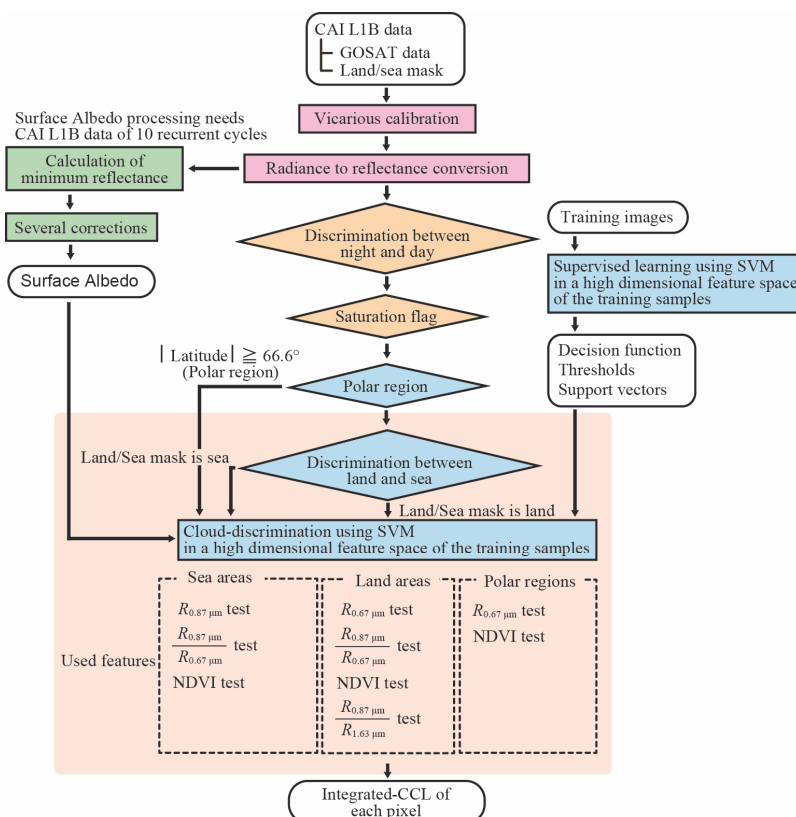 CAI L1B data
GOSAT data
Land/sea mask
Vicarious calibration
Surface Albedo processing needs
CAI L1B data of 10 recurrent cycles
Calculation of
minimum reflectance
Radiance to reflectance conversion
Several corrections
Surface Albedo
Discrimination between
night and day
Training images
Supervised learning using SVM
in a high dimensional feature space
of the training samples
Saturation flag
Decision function
Thresholds
Support vectors
| Latitude | ≧ 66.6°
(Polar region)
Polar region
Land/Sea mask is sea
Discrimination between
land and sea
Land/Sea mask is land
Cloud-discrimination using SVM
in a high dimensional feature space of the training samples
Used features
Sea areas
R0.87 μm test
R0.87 μm
R0.67 μm
test
NDVI test
Land areas
R0.67 μm test
R0.87 μm
R0.67 μm
test
NDVI test
R0.87 μm
R1.63 μm
test
Polar regions
R0.67 μm test
NDVI test
Integrated-CCL of
each pixel